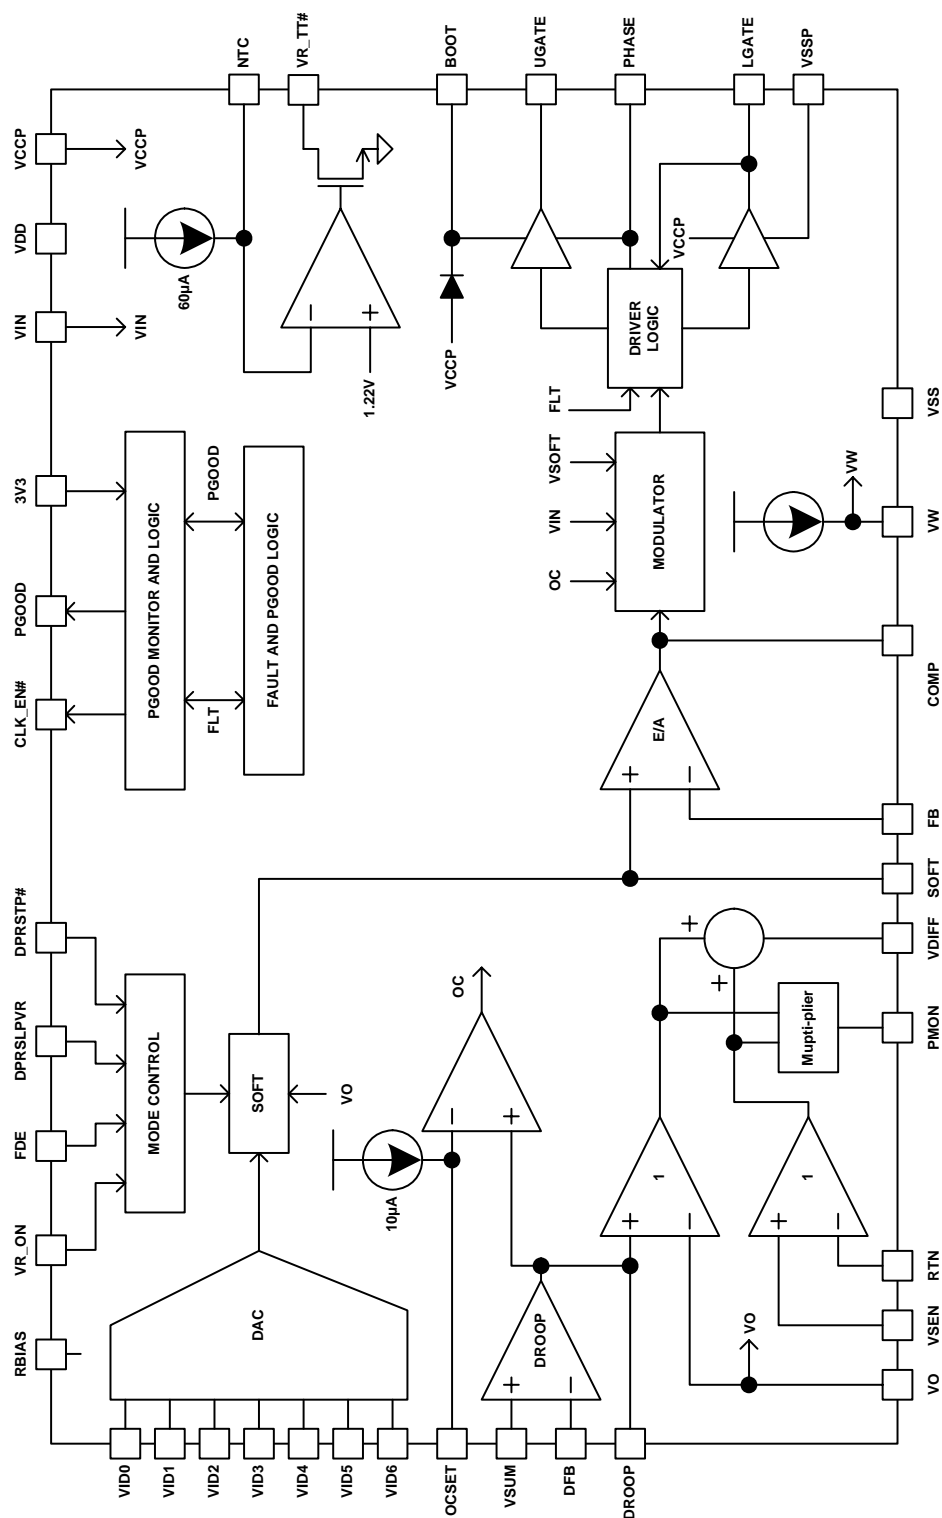 RBIAS
VR_ON
FDE
DPRSLPVR
DPRSTP#
CLK_EN#
PGOOD
3V3
VIN
VDD
VCCP
VIN
VCCP
MODE CONTROL
PGOOD MONITOR AND LOGIC
FLT
PGOOD
FAULT AND PGOOD LOGIC
60µA
NTC
VR_TT#
1.22V
VID0
VID1
VID2
VID3
VID4
VID5
VID6
DAC
SOFT
VO
10µA
OC
OCSET
VSUM
DFB
DROOP
DROOP
VCCP
BOOT
UGATE
PHASE
LGATE
VSSP
VCCP
DRIVER
LOGIC
FLT
OC
VIN
VSOFT
MODULATOR
E/A
1
1
Mupti-plier
VO
VW
VO
VSEN
RTN
PMON
VDIFF
SOFT
FB
COMP
VW
VSS